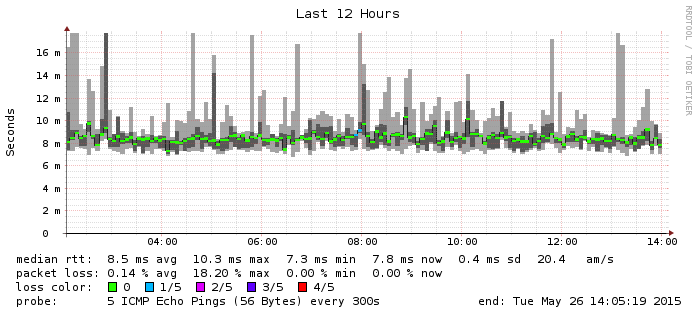 Last 12 Hours
RRDTOOL / TOBI OETIKER
Seconds
16 m
14 m
12 m
10 m
8 m
6 m
4 m
2 m
0
04:00 06:00 08:00 10:00 12:00 14:00
median rtt: 8.5 ms avg 10.3 ms max 7.3 ms min 7.8 ms now 0.4 ms sd 20.4 am/s
packet loss: 0.14 % avg 18.20 % max 0.00 % min 0.00 % now
loss color: 0 1/5 2/5 3/5 4/5
probe: 5 ICMP Echo Pings (56 Bytes) every 300s end: Tue May 26 14:05:19 2015